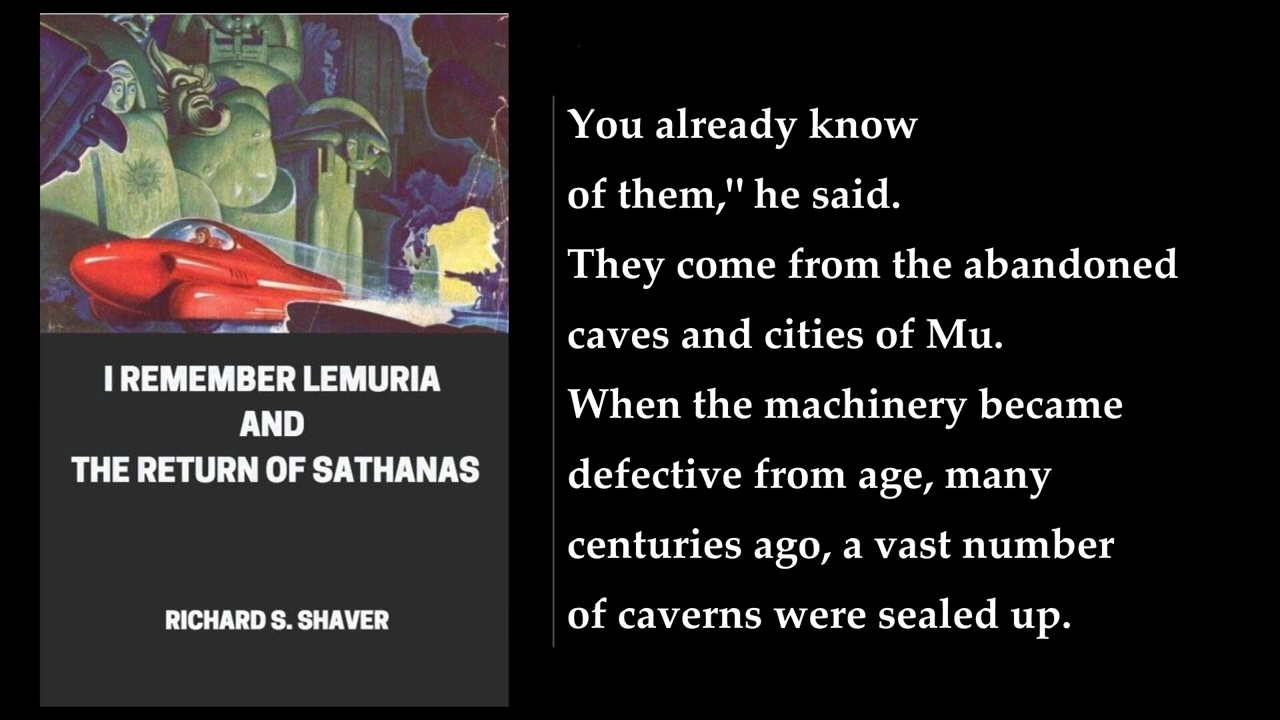 I REMEMBER LEMURIA
AND
THE RETURN OF SATHANAS
RICHARD S. SHAVER
You already know
of them," he said.
They come from the abandoned
caves and cities of Mu.
When the machinery became
defective from age, many
centuries ago, a vast number
of caverns were sealed up.